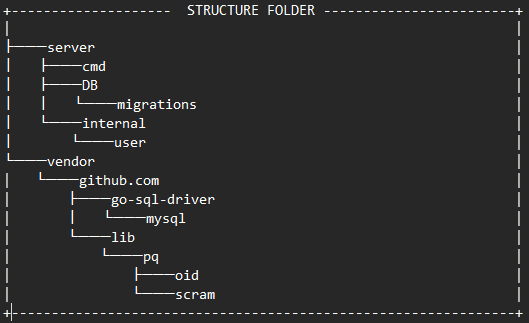 STRUCTURE FOLDER
server
cmd
DB
migrations
internal
user
vendor
github.com
go-sql-driver
mysql
lib
pq
oid
scram